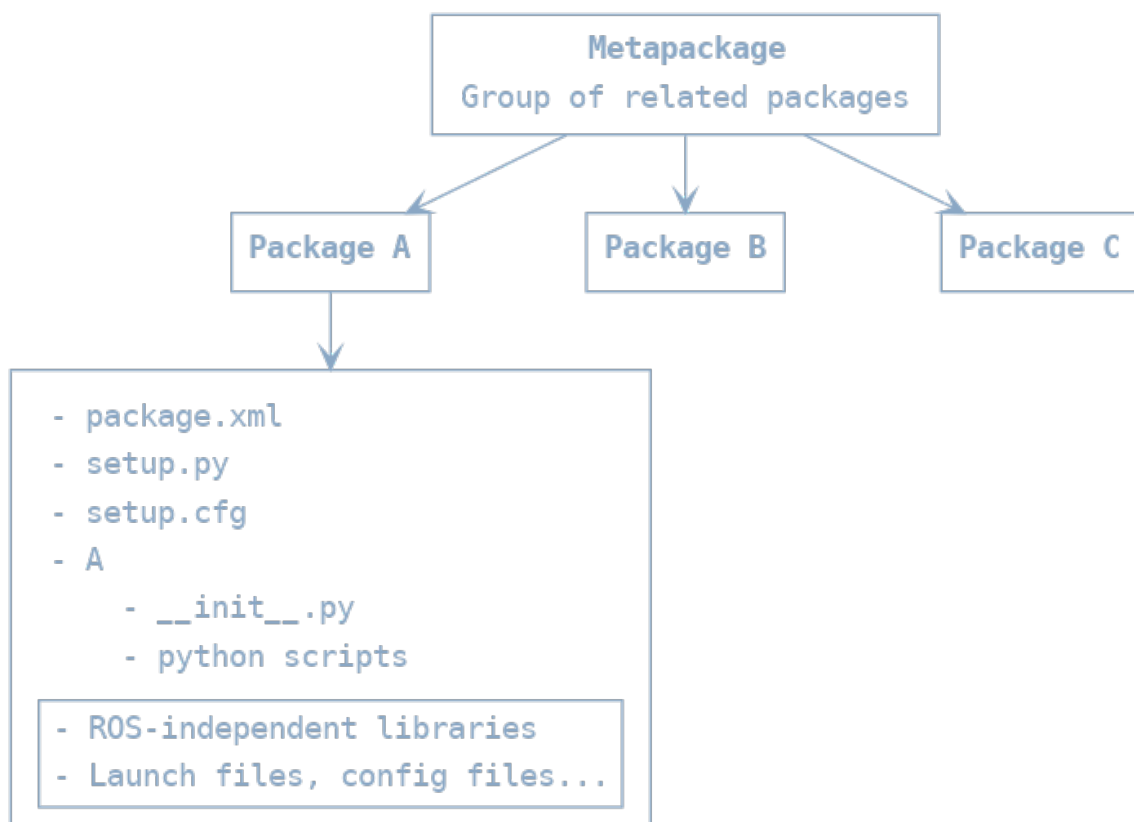 Metapackage
Group of related packages
Package A
Package B
Package C
- package.xml
- setup.py
- setup.cfg
- A
- __init__.py
- python scripts
- ROS-independent libraries
- Launch files, config files...